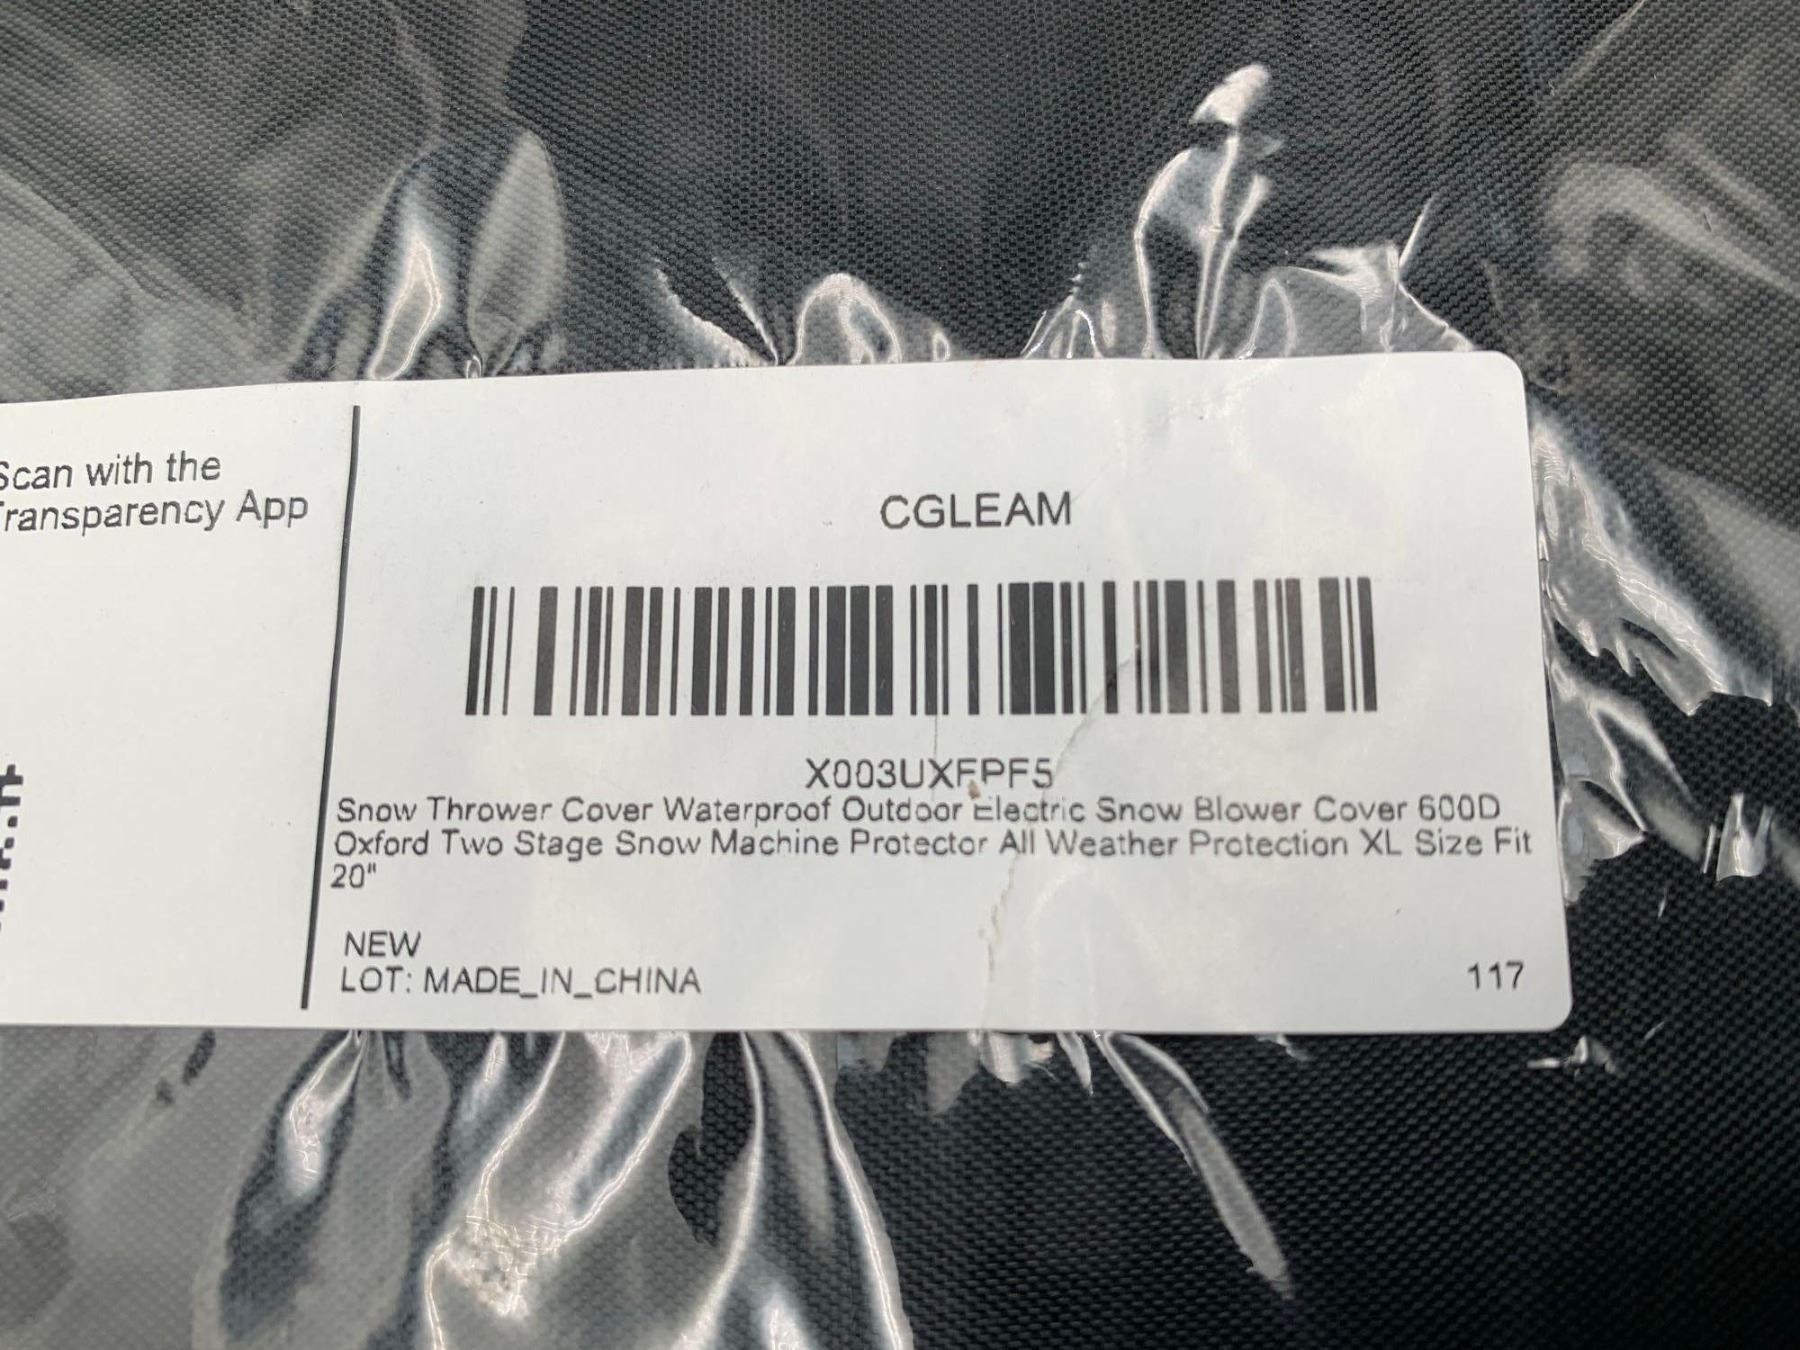 Scan with the
Transparency App
CGLEAM
X003UXFPF5
Snow Thrower Cover Waterproof Outdoor Electric Snow Blower Cover 600D
Oxford Two Stage Snow Machine Protector All Weather Protection XL Size Fit
20"
NEW
LOT: MADE_IN_CHINA
117